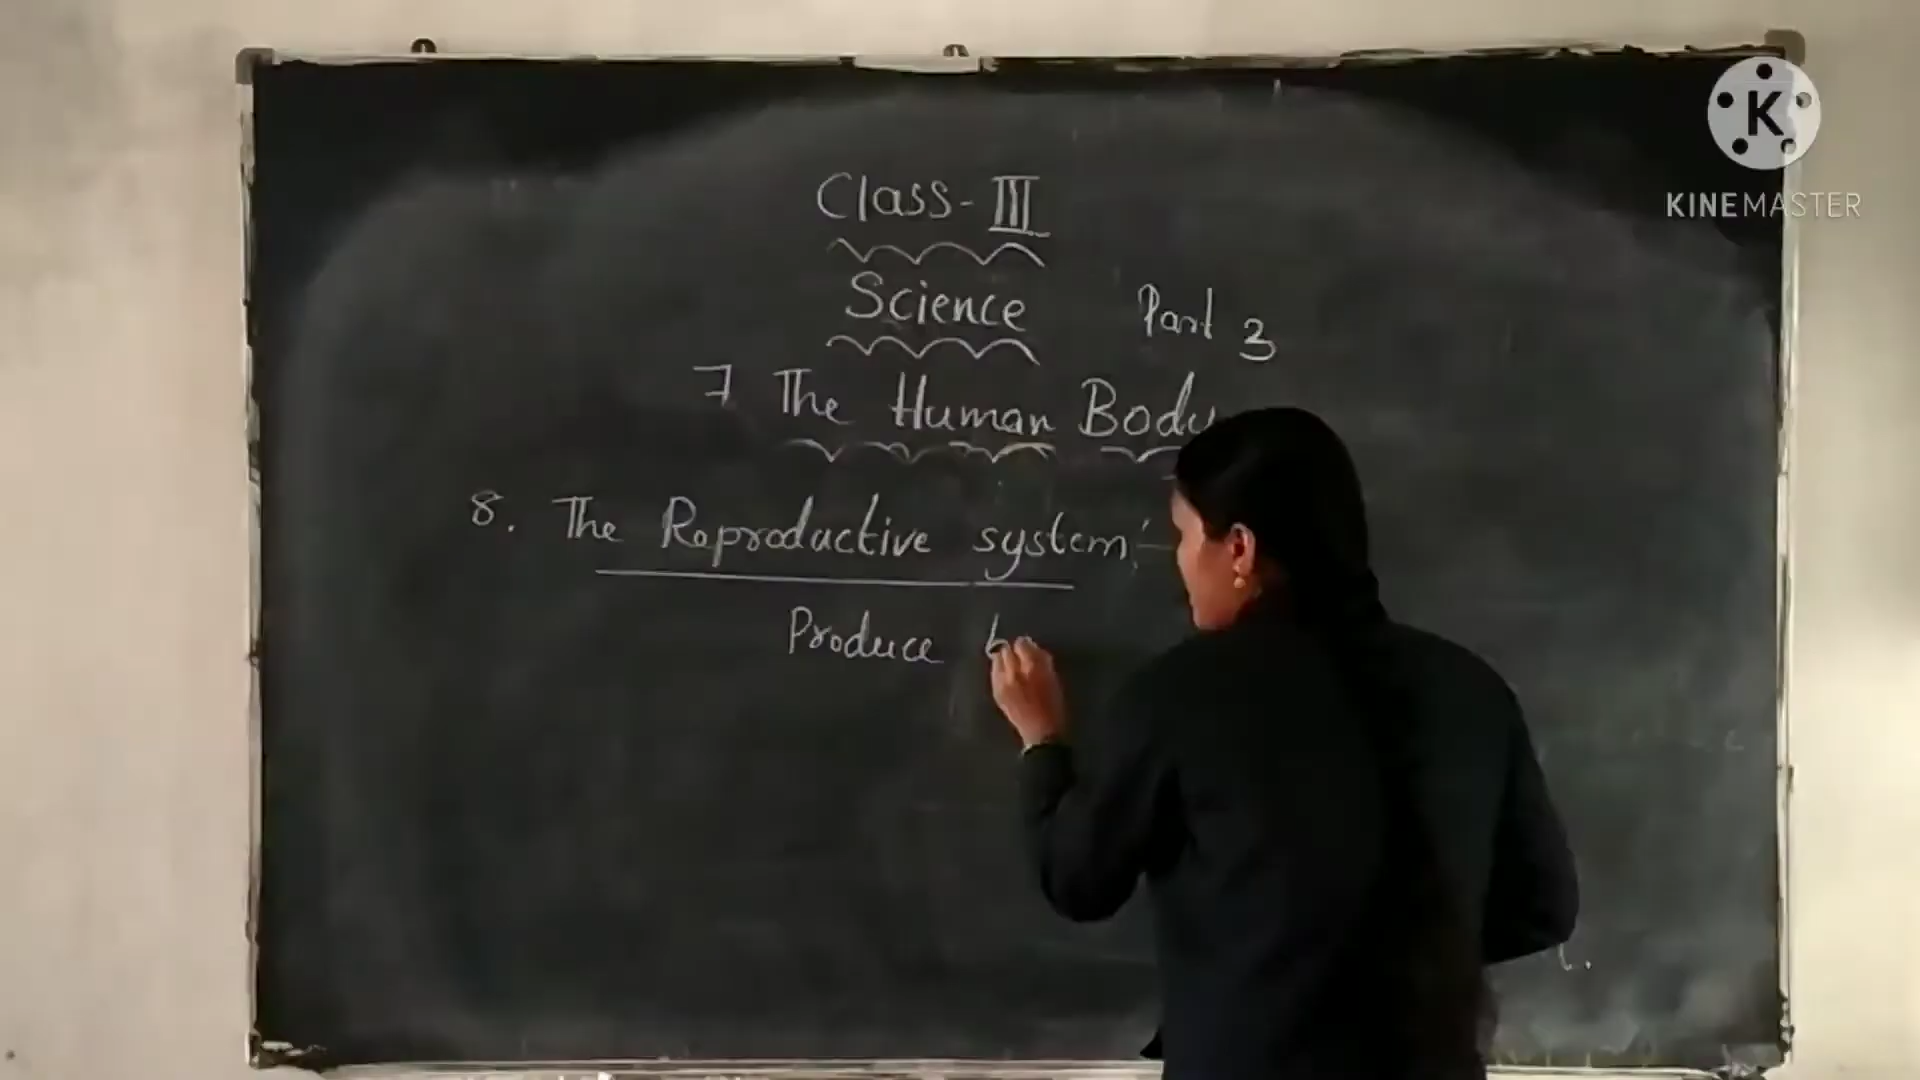 K
KINEMASTER
Class - III
Science
Part 3
7 The Human Body
8. The Reproductive system:-
Produce